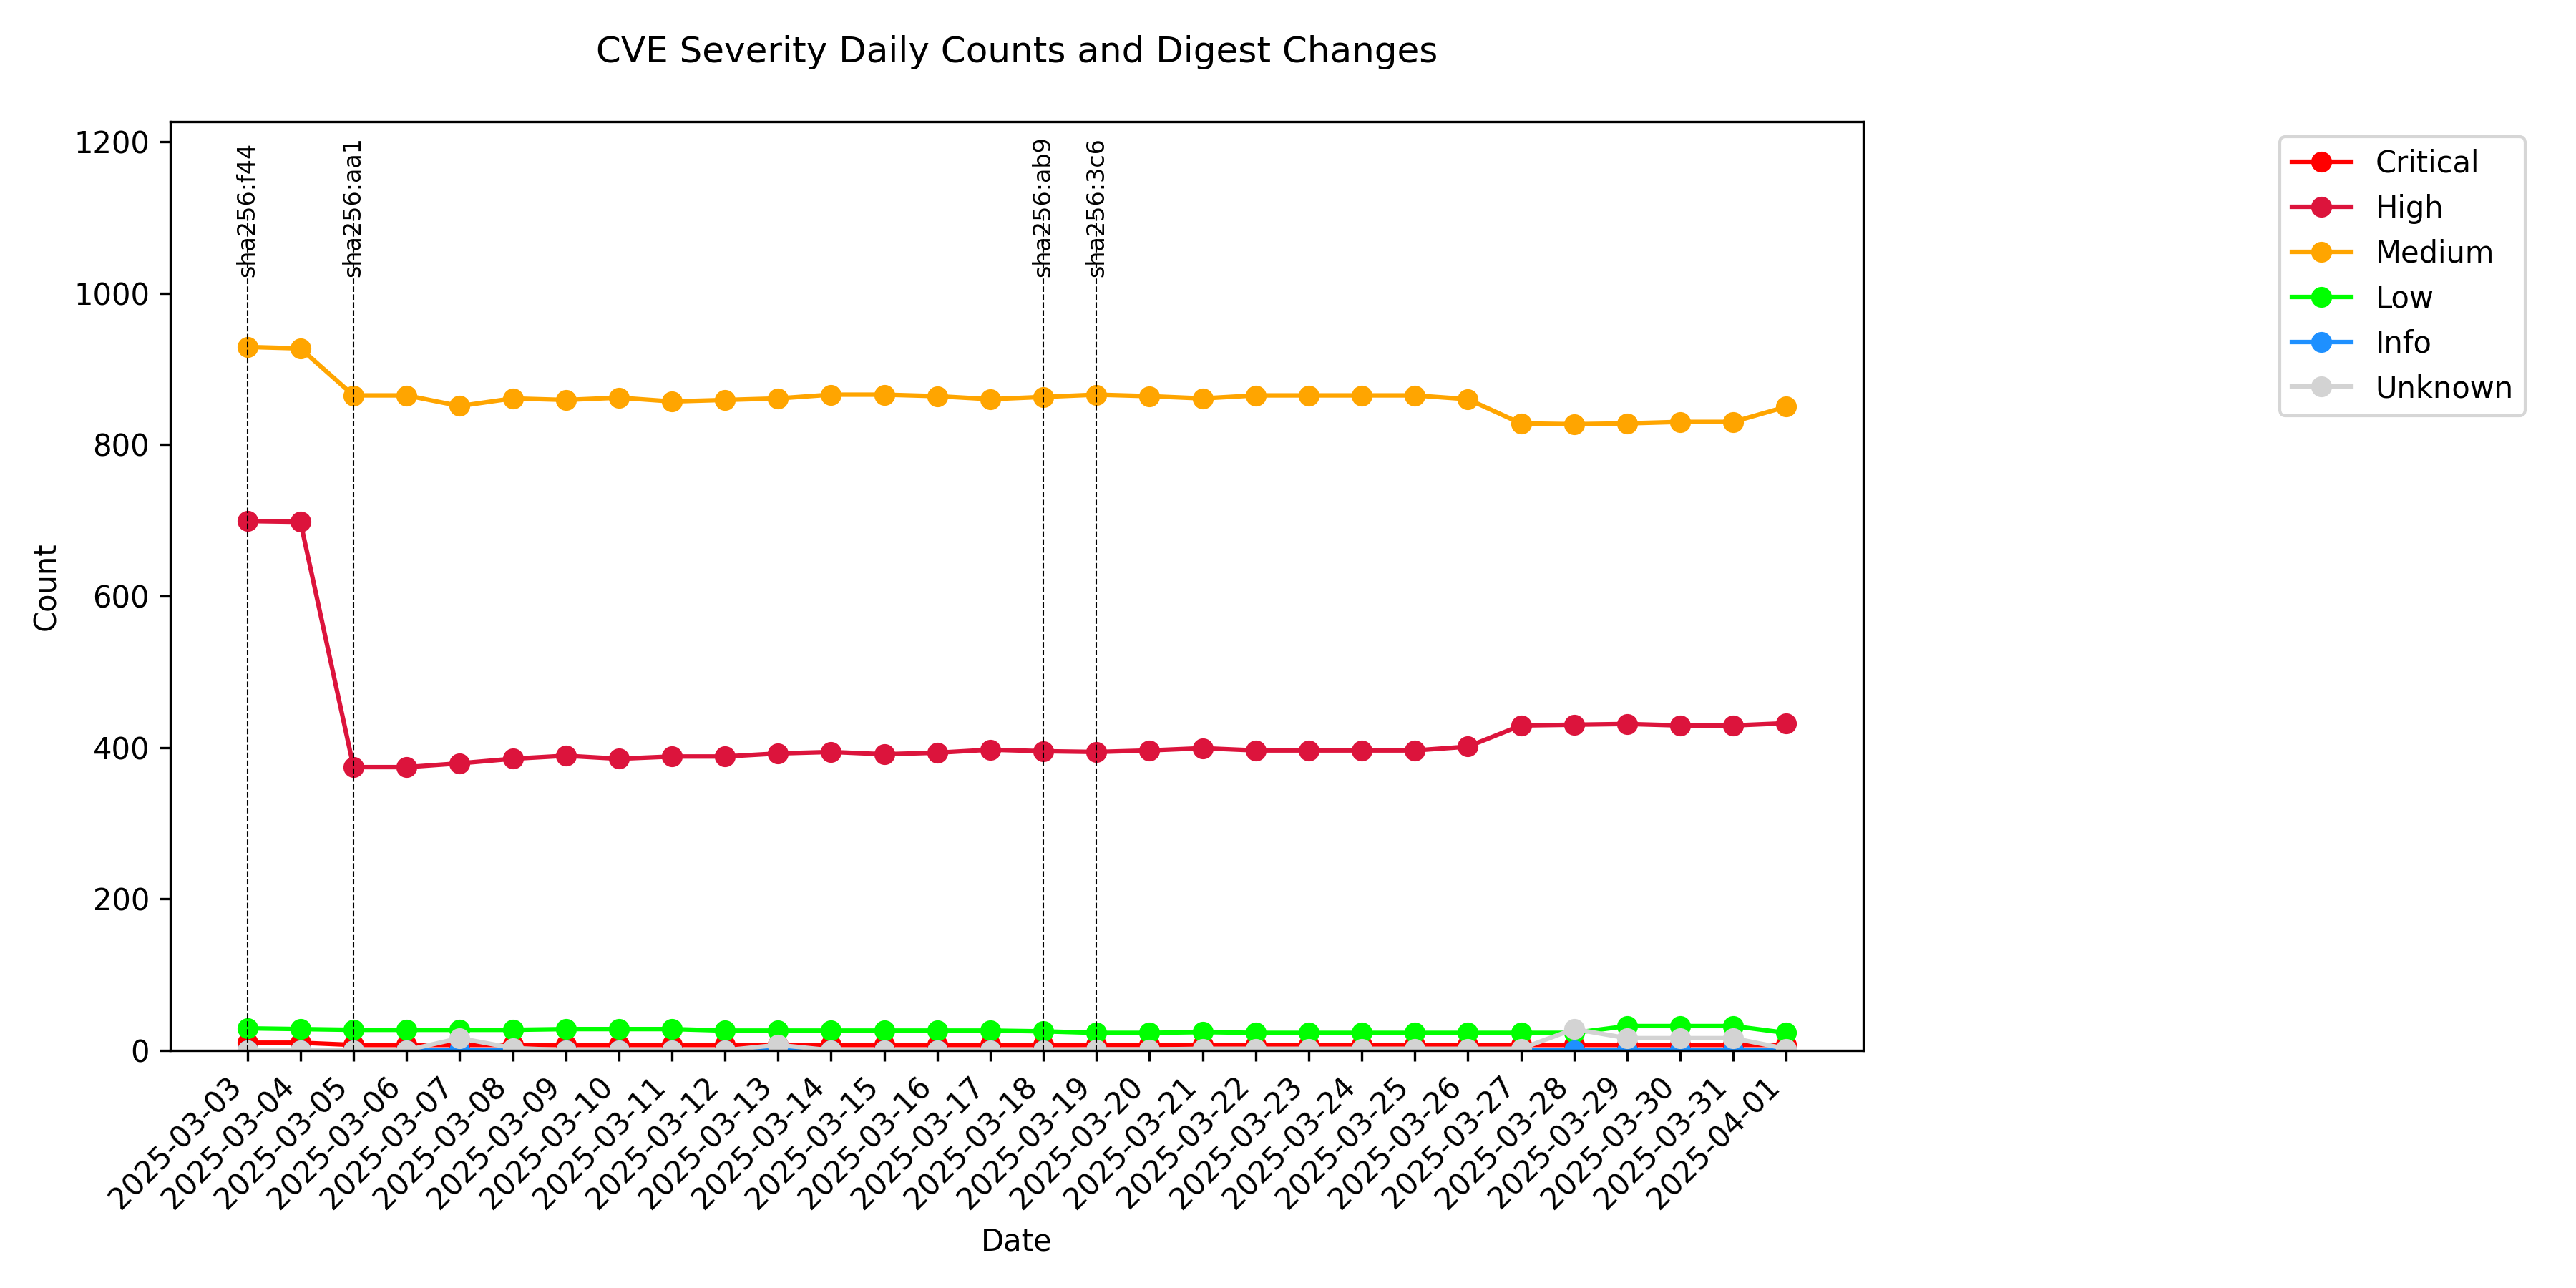 CVE Severity Daily Counts and Digest Changes
1200
1000
800
600
400
200
0
Count
sha256:f44
sha256:aa1
sha256:ab9
sha256:3c6
Critical
High
Medium
Low
Info
Unknown
2025-03-03
2025-03-04
2025-03-05
2025-03-06
2025-03-07
2025-03-08
2025-03-09
2025-03-10
2025-03-11
2025-03-12
2025-03-13
2025-03-14
2025-03-15
2025-03-16
2025-03-17
2025-03-18
2025-03-19
2025-03-20
2025-03-21
2025-03-22
2025-03-23
2025-03-24
2025-03-25
2025-03-26
2025-03-27
2025-03-28
2025-03-29
2025-03-30
2025-03-31
2025-04-01
Date